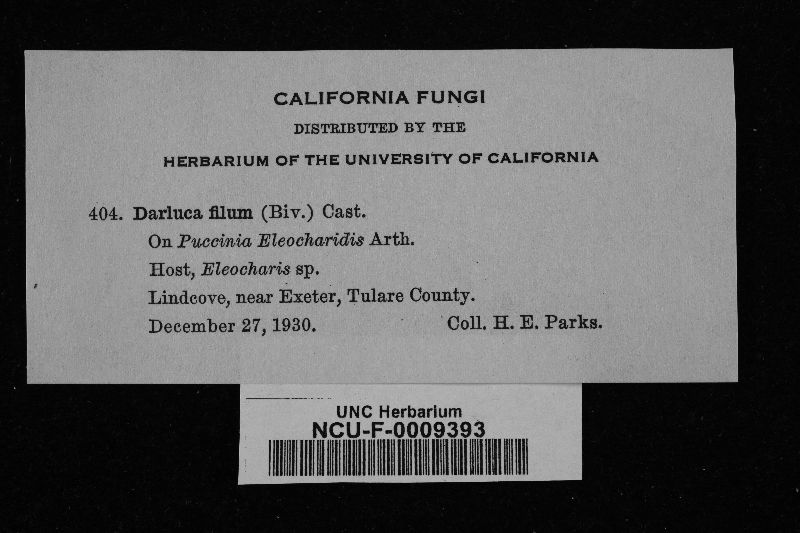 CALIFORNIA FUNGI
DISTRIBUTED BY THE
HERBARIUM OF THE UNIVERSITY OF CALIFORNIA
404. Darluca filum (Biv.) Cast.
On Puccinia Eleocharidis Arth.
Host, Eleocharis sp.
Lindcove, near Exeter, Tulare County.
December 27, 1930. Coll. H. E. Parks.
UNC Herbarium
NCU-F-0009393